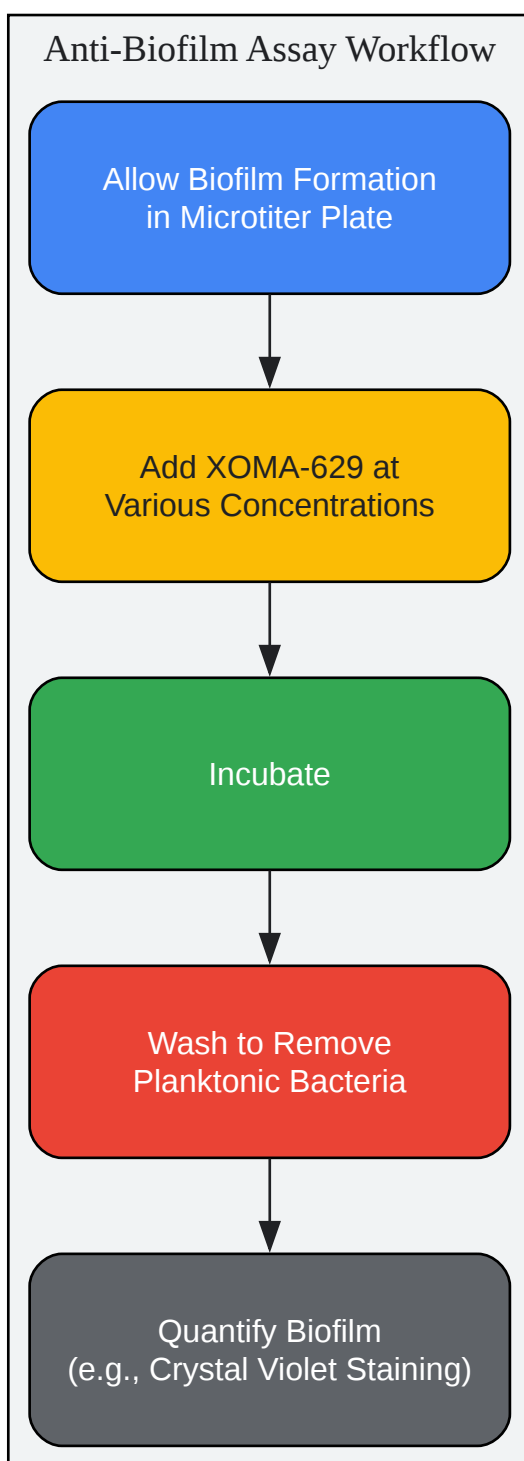 Anti-Biofilm Assay Workflow
Allow Biofilm Formation
in Microtiter Plate
Add XOMA-629 at
Various Concentrations
Incubate
Wash to Remove
Planktonic Bacteria
Quantify Biofilm
(e.g., Crystal Violet Staining)